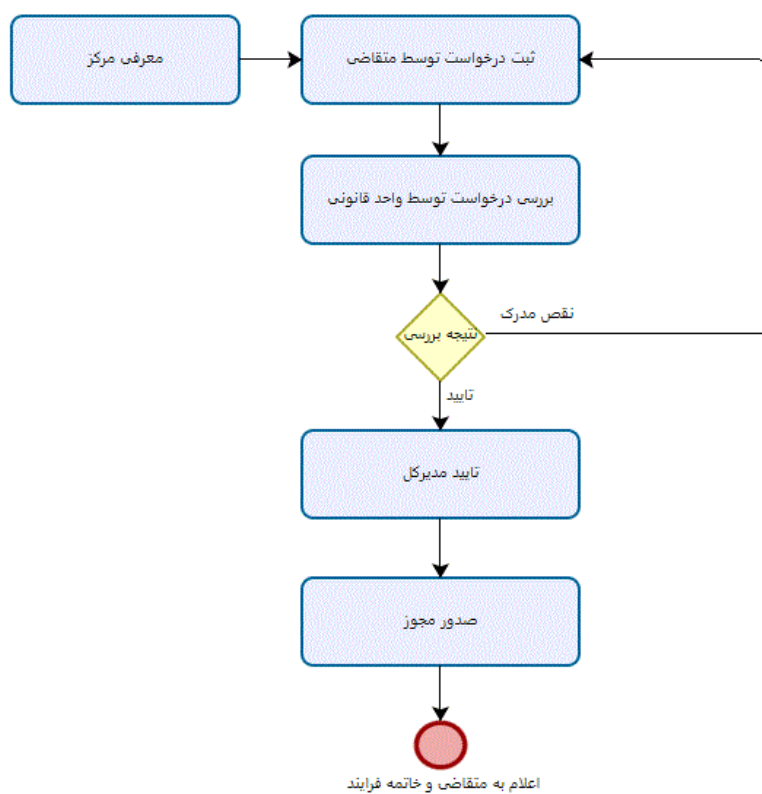 معرفی مرکز
ثبت درخواست توسط متقاضی
بررسی درخواست توسط واحد قانونی
نتیجه بررسی
نقص مدرک
تایید
تایید مدیرکل
صدور مجوز
اعلام به متقاضی و خاتمه فرایند